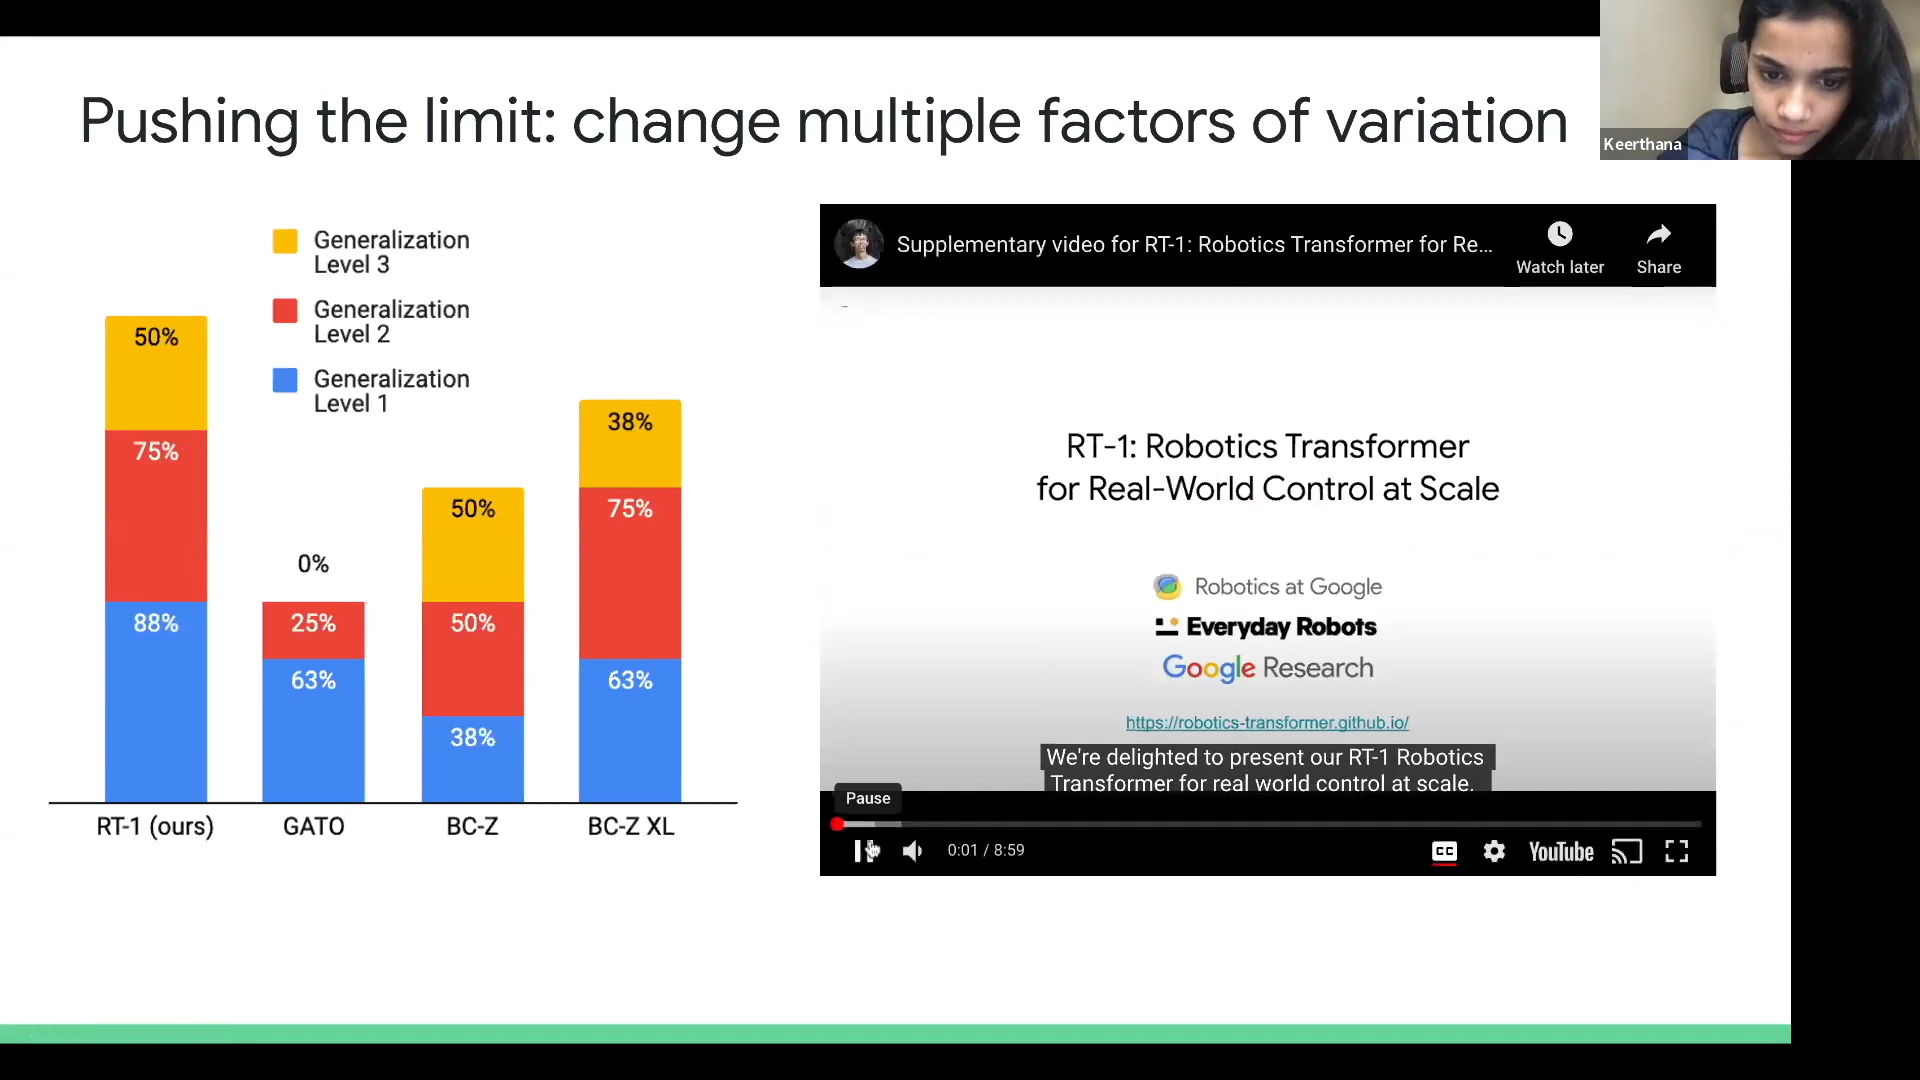 Pushing the limit: change multiple factors of variation
Keerthana
Generalization
Level 3
Generalization
Level 2
Generalization
Level 1
50%
75%
88%
0%
25%
63%
50%
50%
38%
38%
75%
63%
RT-1 (ours)
GATO
BC-Z
BC-Z XL
Supplementary video for RT-1: Robotics Transformer for Re...
Watch later
Share
RT-1: Robotics Transformer
for Real-World Control at Scale
Robotics at Google
Everyday Robots
Google Research
https://robotics-transformer.github.io/
We're delighted to present our RT-1 Robotics
Transformer for real world control at scale.
Pause
0:01 / 8:59
CC
YouTube